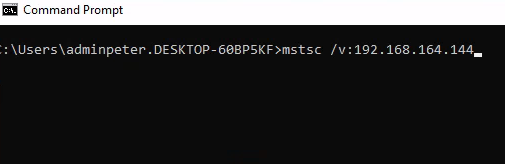 Command Prompt
C:\Users\adminpeter.DESKTOP-60BP5KF>mstsc /v:192.168.164.144